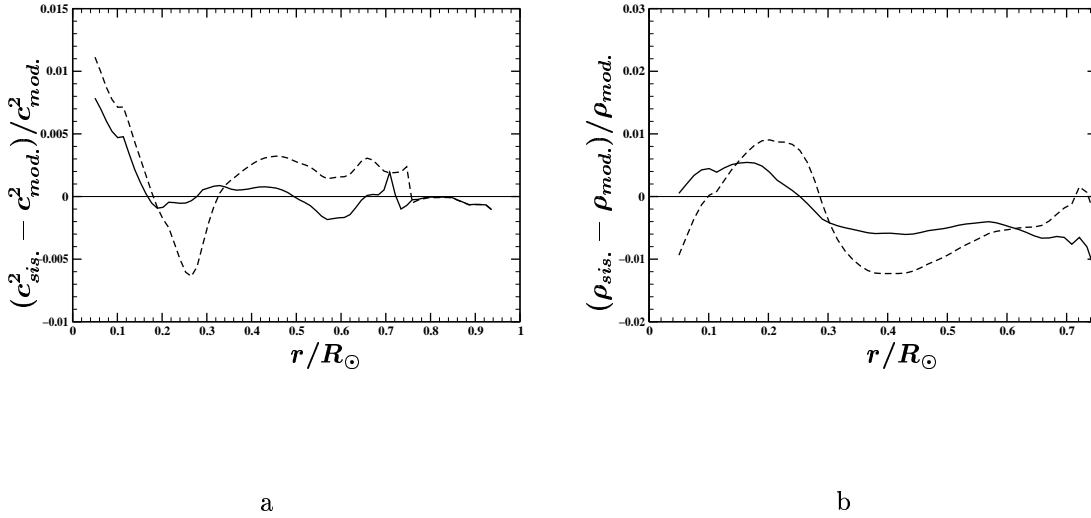 0.015
0.01
0.005
0
−0.005
−0.01
0 0.1 0.2 0.3 0.4 0.5 0.6 0.7 0.8 0.9 1
(c²sis. − c²mod.)/c²mod.
r/R⊙
0.03
0.02
0.01
0
−0.01
−0.02
0 0.1 0.2 0.3 0.4 0.5 0.6 0.7
(ρsis. − ρmod.)/ρmod.
r/R⊙
a
b